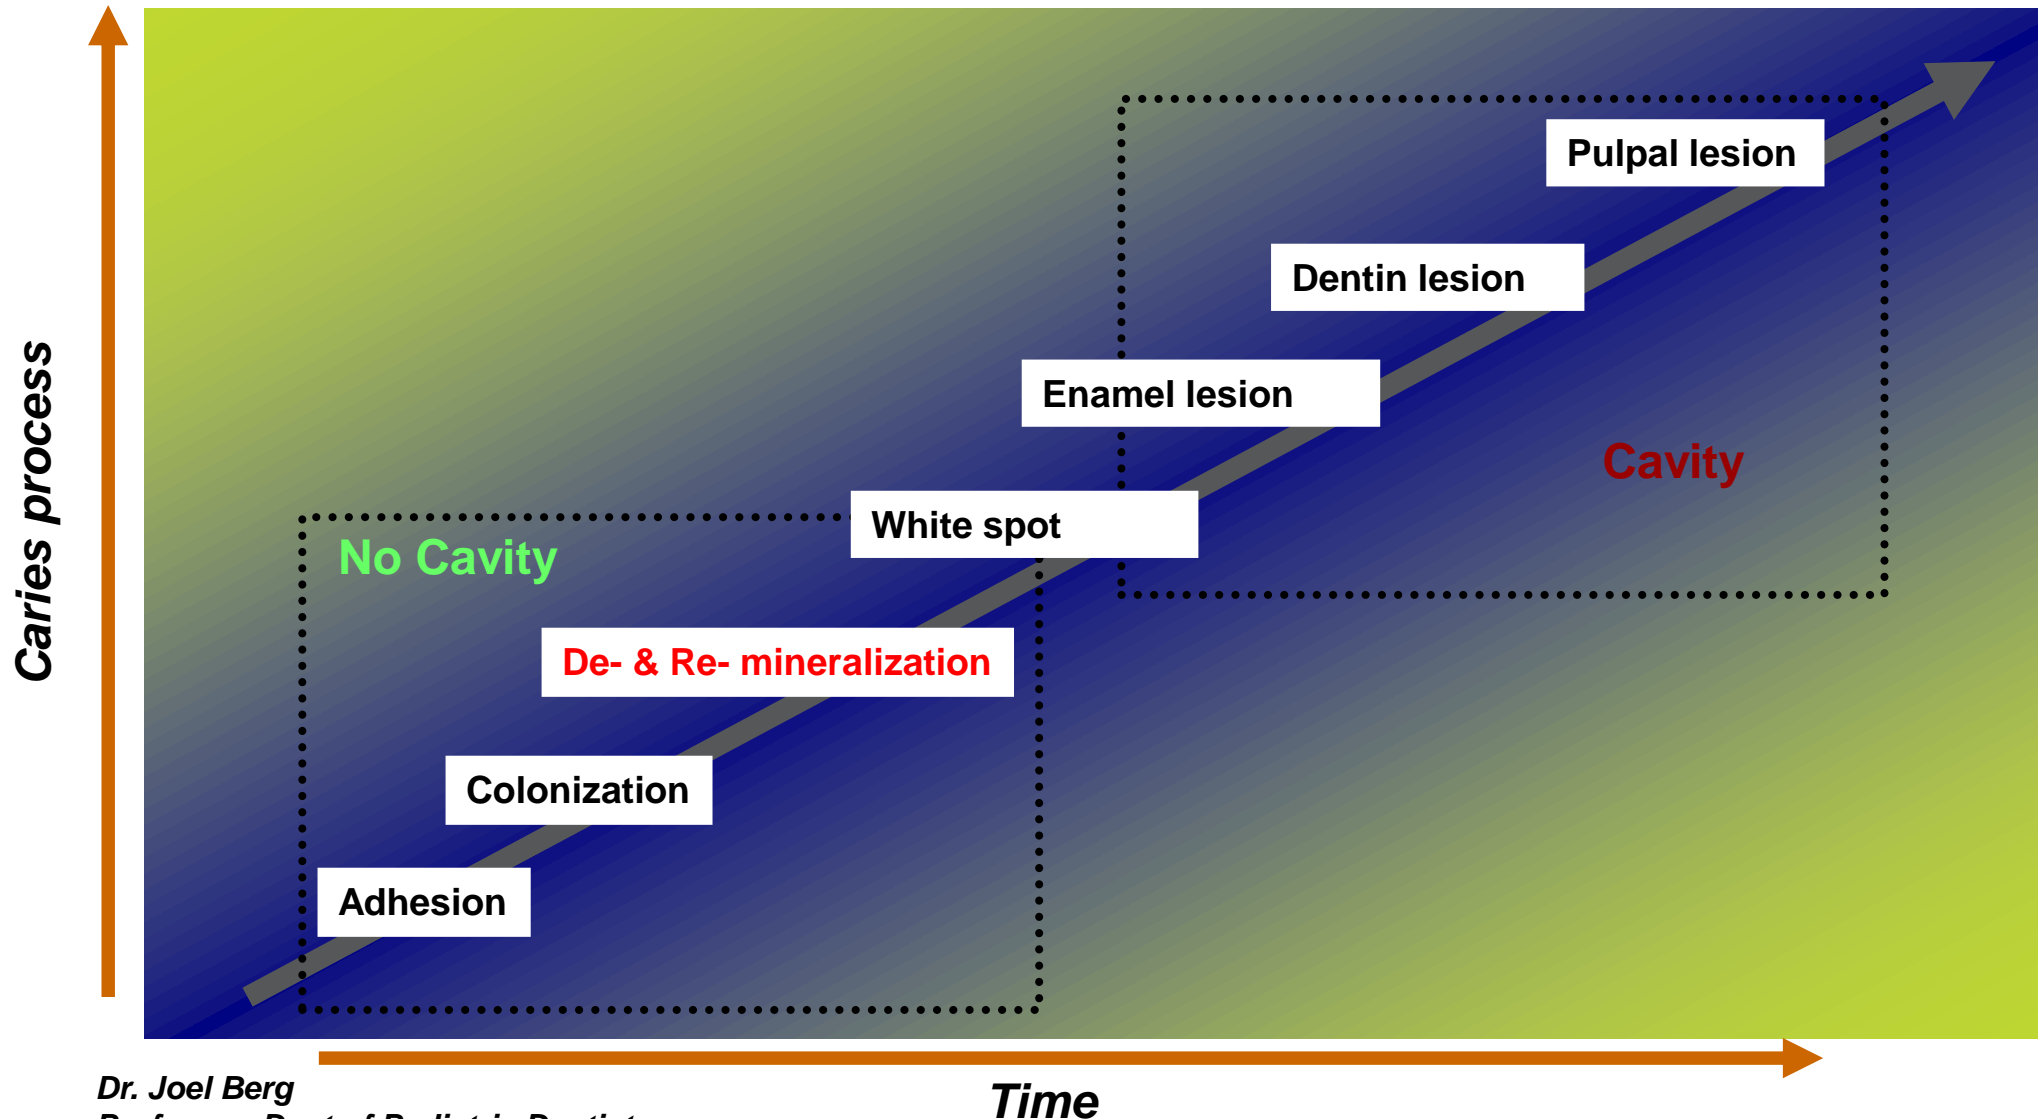 Pulpal lesion
Dentin lesion
Enamel lesion
Cavity
White spot
No Cavity
De- & Re- mineralization
Colonization
Adhesion
Caries process
Time
Dr. Joel Berg